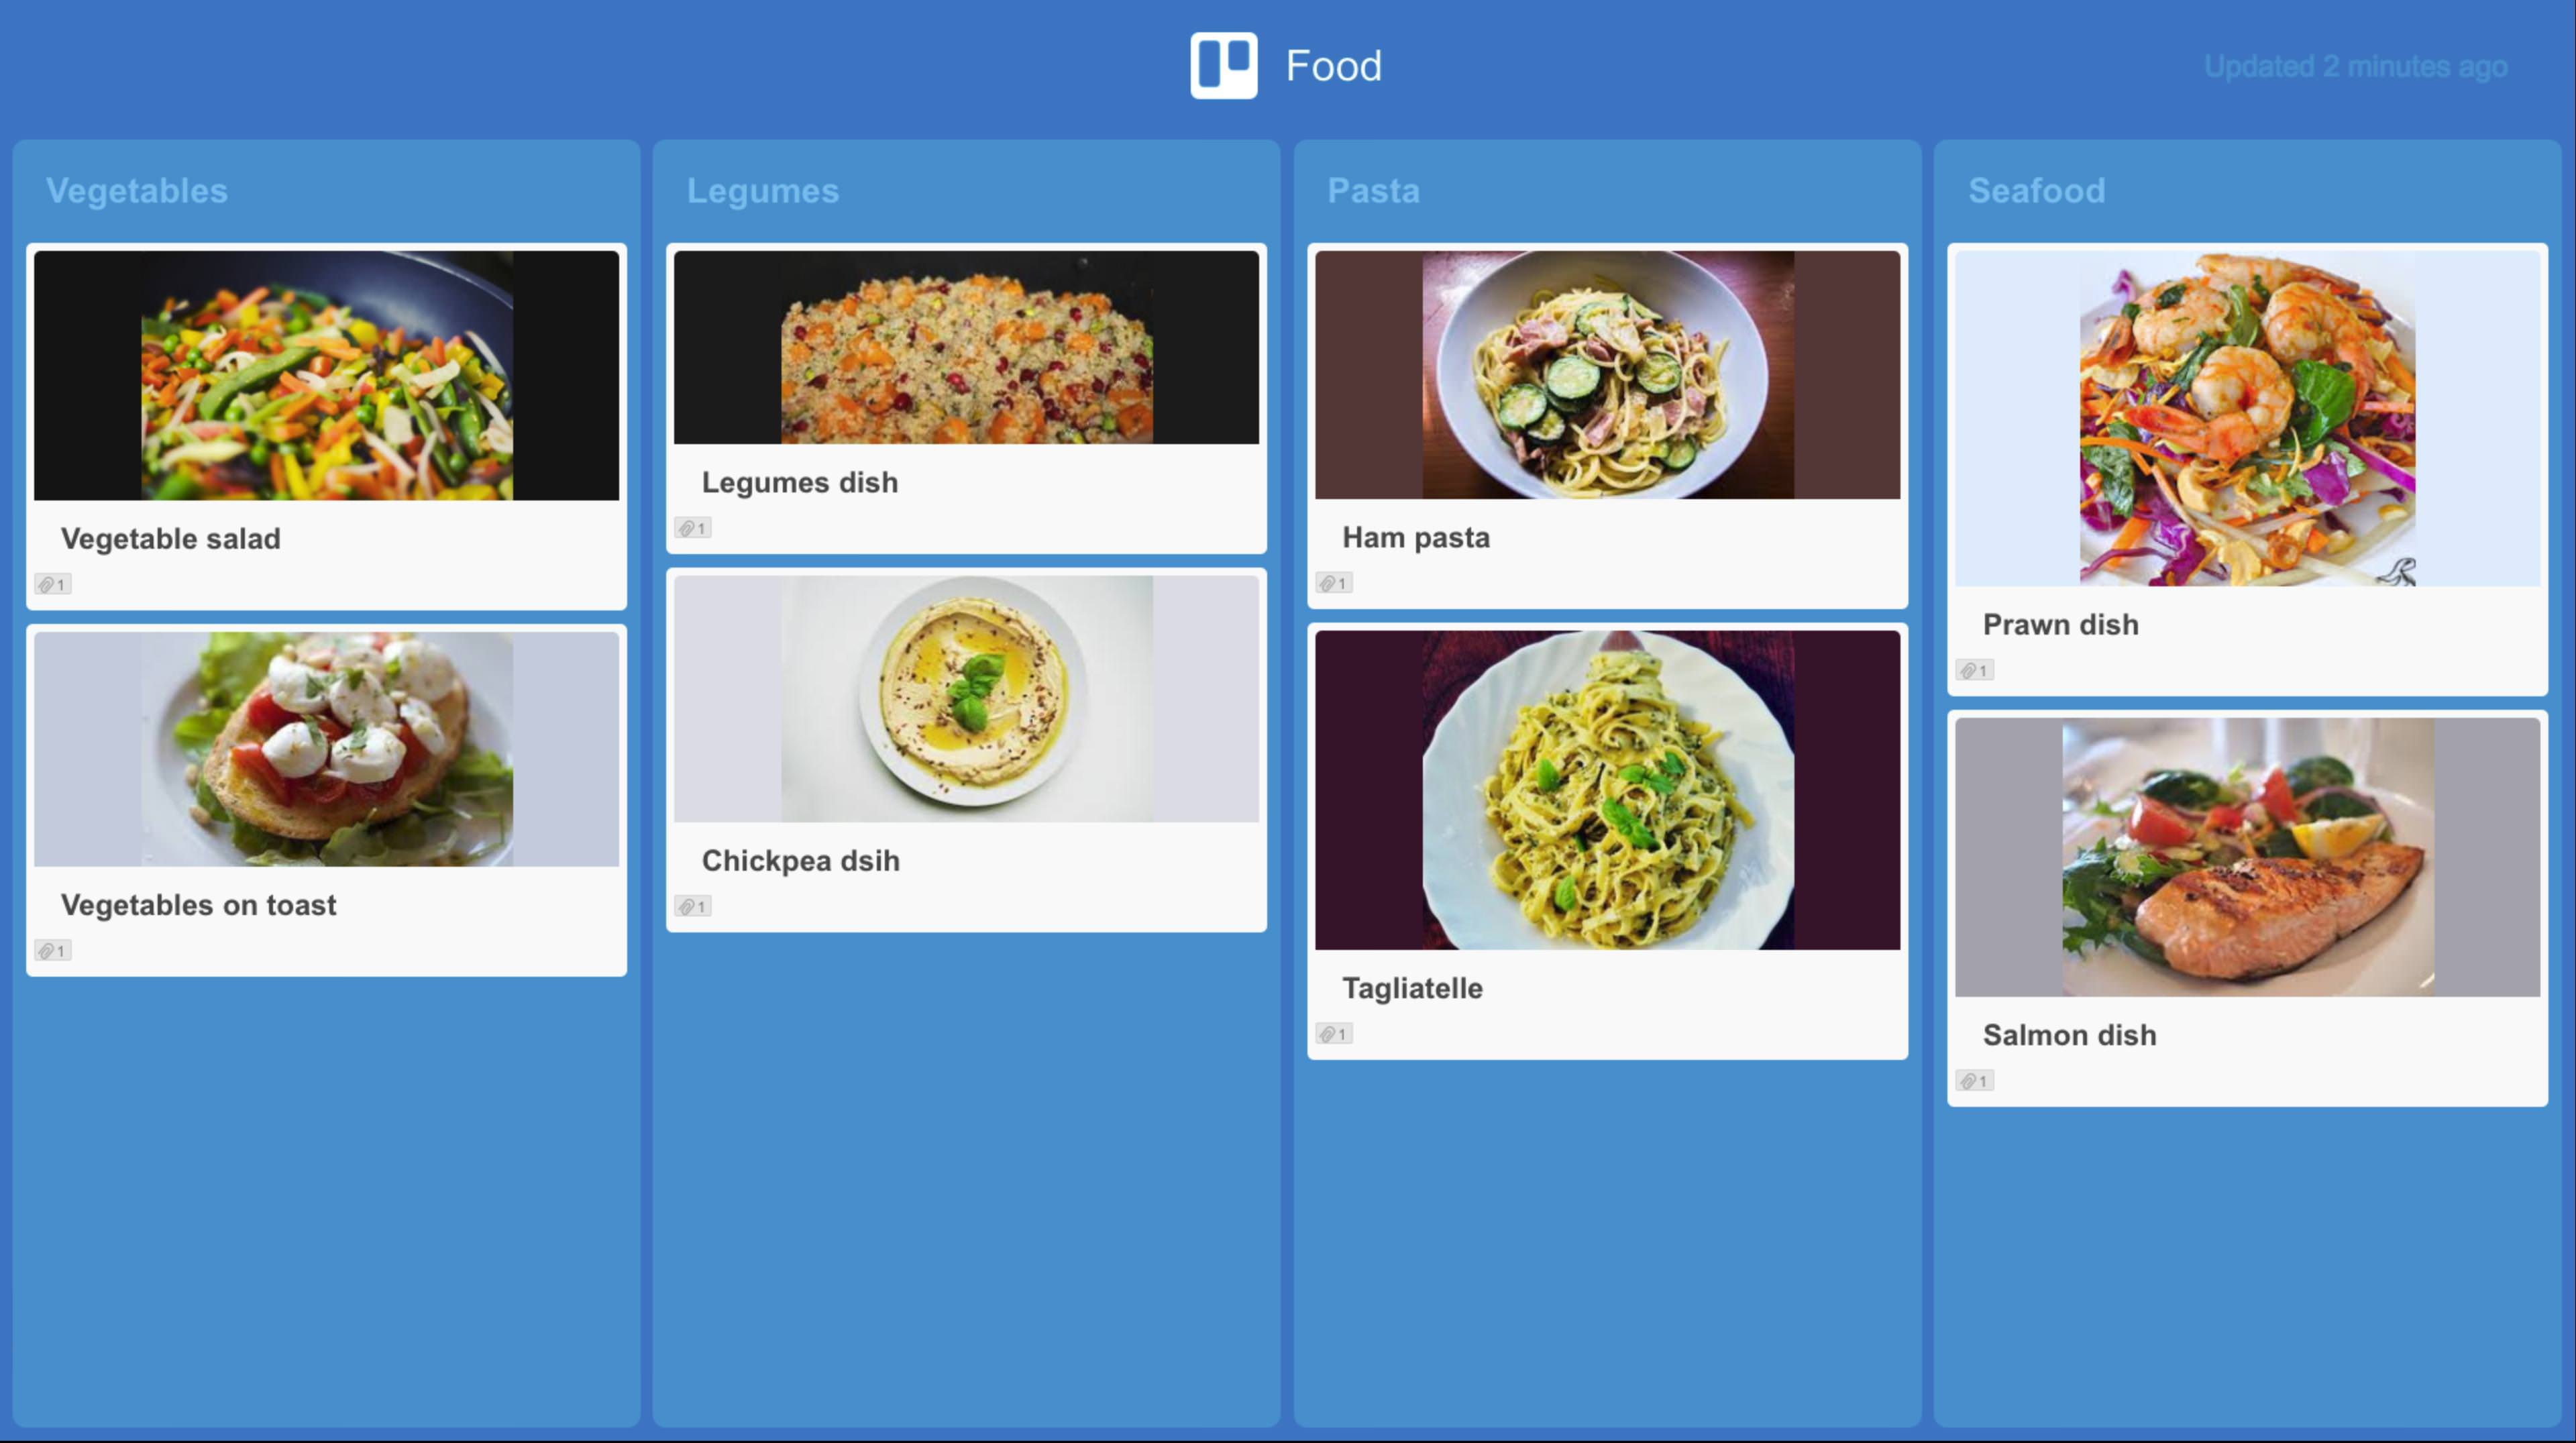 Food
Updated 2 minutes ago
Vegetables
Vegetable salad
1
Vegetables on toast
1
Legumes
Legumes dish
1
Chickpea dsih
1
Pasta
Ham pasta
1
Tagliatelle
1
Seafood
Prawn dish
1
Salmon dish
1